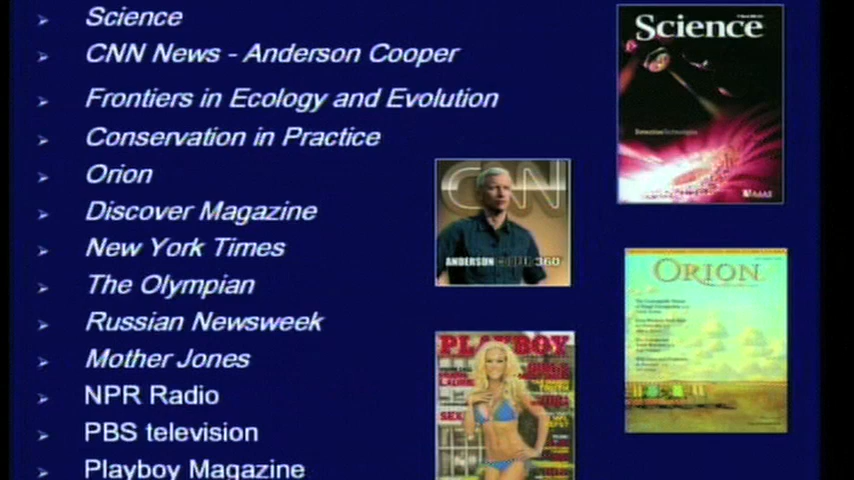 Science
CNN News - Anderson Cooper
Frontiers in Ecology and Evolution
Conservation in Practice
Orion
Discover Magazine
New York Times
The Olympian
Russian Newsweek
Mother Jones
NPR Radio
PBS television
Playboy Magazine
Science
AAAS
CNN
ANDERSON COOPER 360°
ORION
PLAYBOY
SEX